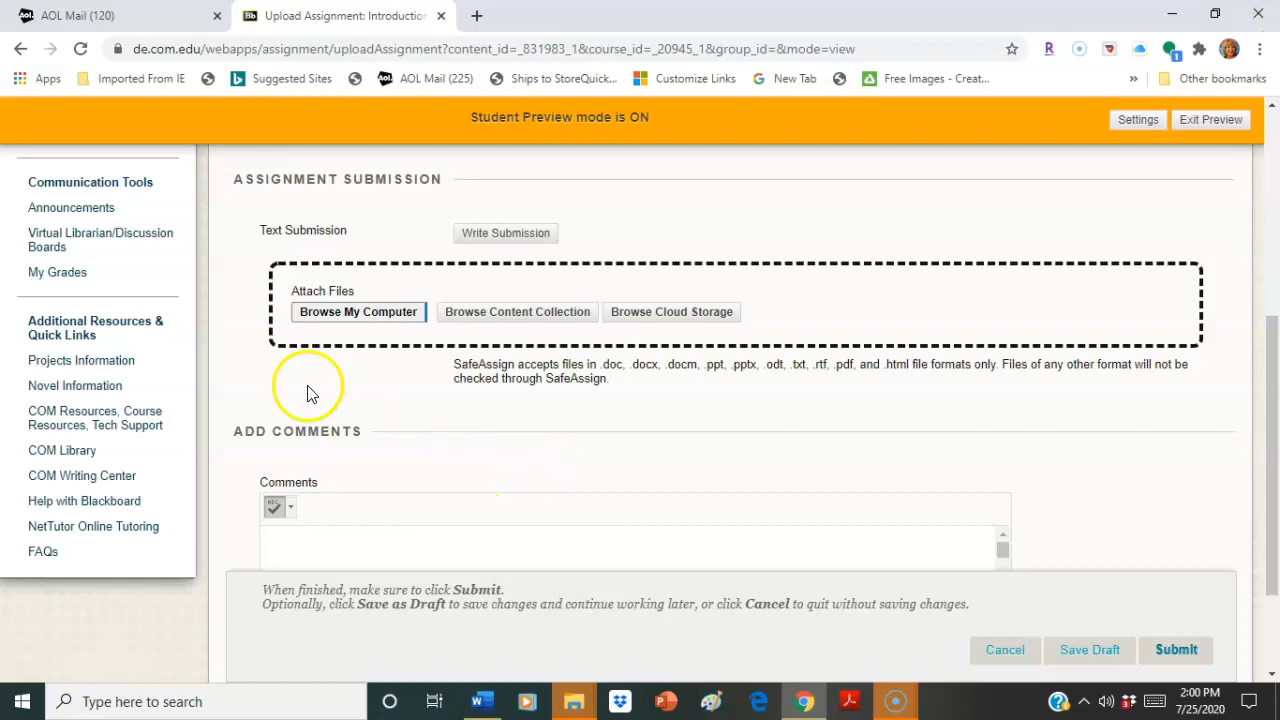 AOL Mail (120)
Upload Assignment: Introduction
de.com.edu/webapps/assignment/uploadAssignment?content_id=_831983_1&course_id=_20945_1&group_id=&mode=view
Apps
Imported From IE
Suggested Sites
AOL Mail (225)
Ships to StoreQuick...
Customize Links
New Tab
Free Images - Creat...
Other bookmarks
Student Preview mode is ON
Settings
Exit Preview
Communication Tools
Announcements
Virtual Librarian/Discussion
Boards
My Grades
Additional Resources &
Quick Links
Projects Information
Novel Information
COM Resources, Course
Resources, Tech Support
COM Library
COM Writing Center
Help with Blackboard
NetTutor Online Tutoring
FAQs
ASSIGNMENT SUBMISSION
Text Submission
Write Submission
Attach Files
Browse My Computer
Browse Content Collection
Browse Cloud Storage
SafeAssign accepts files in .doc, .docx, .docm, .ppt, .pptx, .odt, .txt, .rtf, .pdf, and .html file formats only. Files of any other format will not be
checked through SafeAssign.
ADD COMMENTS
Comments
When finished, make sure to click Submit.
Optionally, click Save as Draft to save changes and continue working later, or click Cancel to quit without saving changes.
Cancel
Save Draft
Submit
Type here to search
2:00 PM
7/25/2020